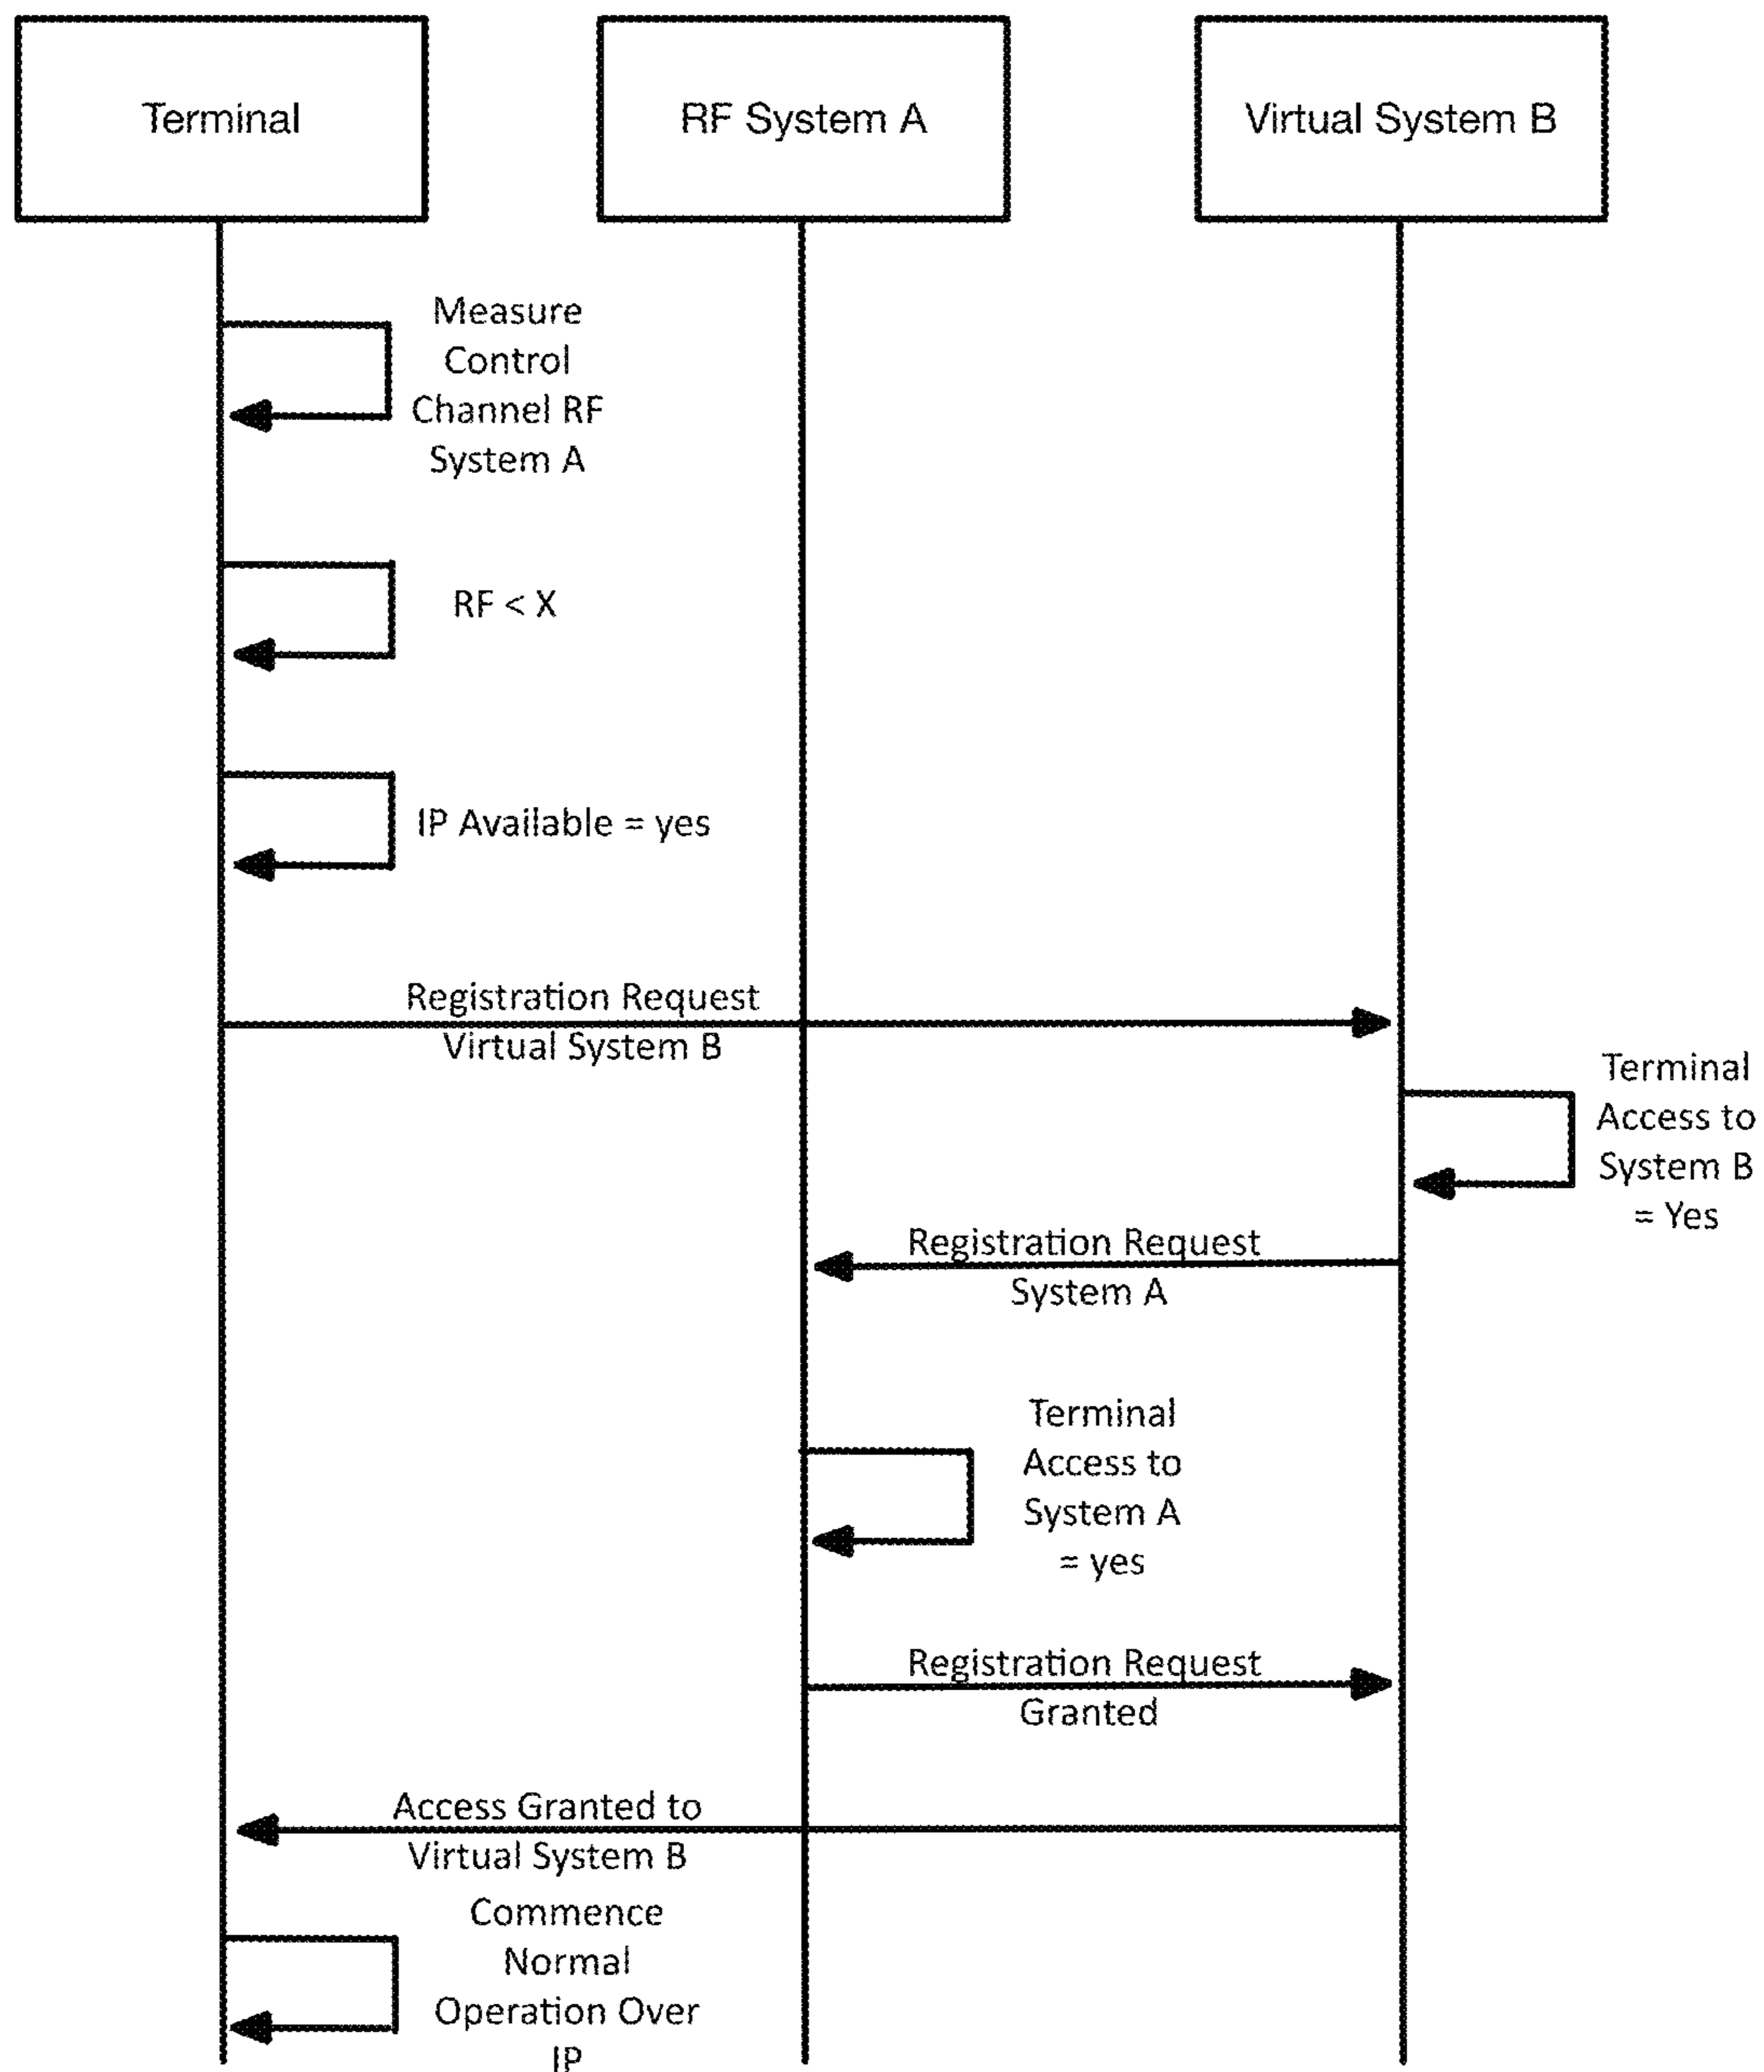 Terminal
RF System A
Virtual System B
Measure
Control
Channel RF
System A
RF < X
IP Available = yes
Registration Request
Virtual System B
Terminal
Access to
System B
= Yes
Registration Request
System A
Terminal
Access to
System A
= yes
Registration Request
Granted
Access Granted to
Virtual System B
Commence
Normal
Operation Over
IP